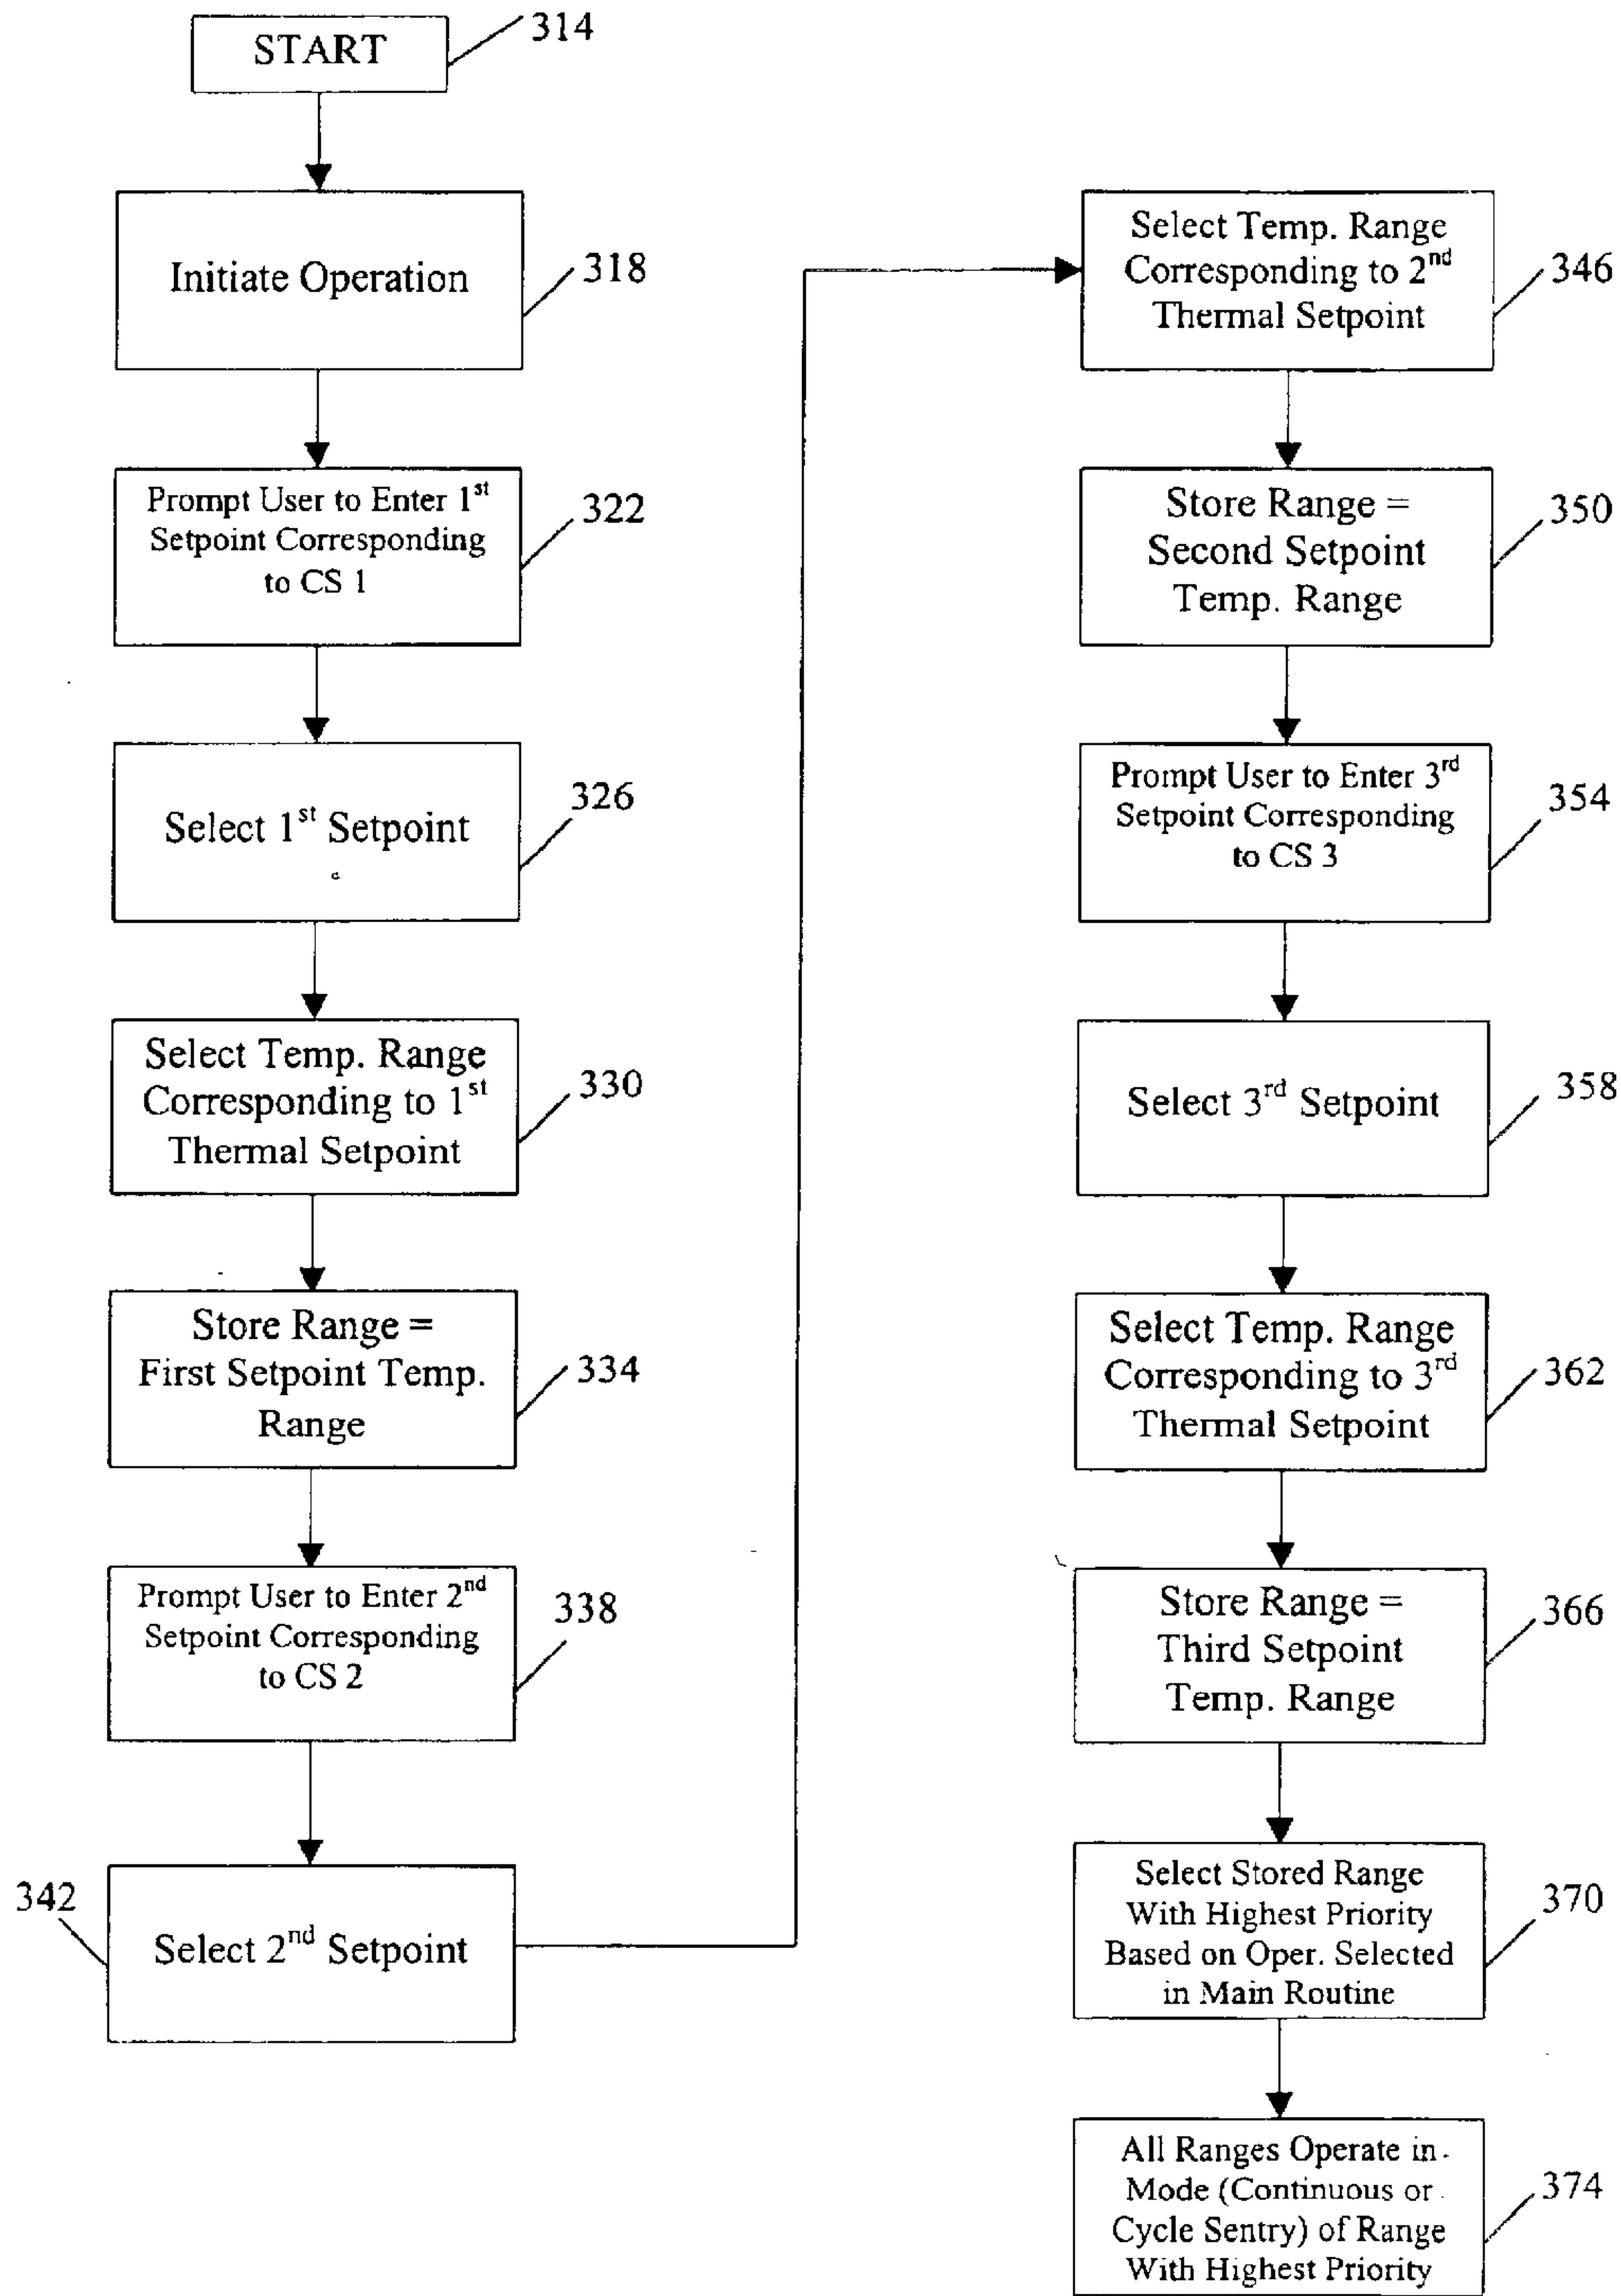 START
314
Initiate Operation
318
Prompt User to Enter 1st
Setpoint Corresponding
to CS 1
322
Select 1st Setpoint
326
Select Temp. Range
Corresponding to 1st
Thermal Setpoint
330
Store Range =
First Setpoint Temp.
Range
334
Prompt User to Enter 2nd
Setpoint Corresponding
to CS 2
338
342
Select 2nd Setpoint
Select Temp. Range
Corresponding to 2nd
Thermal Setpoint
346
Store Range =
Second Setpoint
Temp. Range
350
Prompt User to Enter 3rd
Setpoint Corresponding
to CS 3
354
Select 3rd Setpoint
358
Select Temp. Range
Corresponding to 3rd
Thermal Setpoint
362
Store Range =
Third Setpoint
Temp. Range
366
Select Stored Range
With Highest Priority
Based on Oper. Selected
in Main Routine
370
All Ranges Operate in
Mode (Continuous or
Cycle Sentry) of Range
With Highest Priority
374